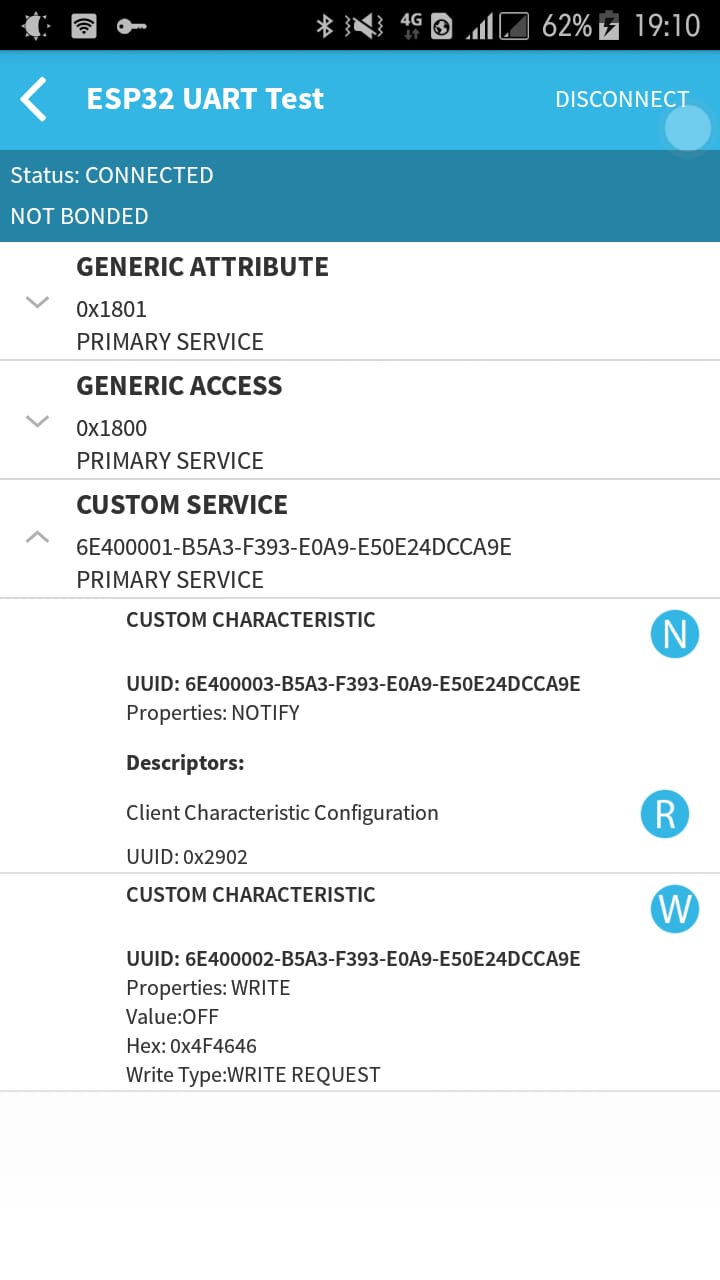 4G 62% 19:10
ESP32 UART Test DISCONNECT
Status: CONNECTED
NOT BONDED
GENERIC ATTRIBUTE
0x1801
PRIMARY SERVICE
GENERIC ACCESS
0x1800
PRIMARY SERVICE
CUSTOM SERVICE
6E400001-B5A3-F393-E0A9-E50E24DCCA9E
PRIMARY SERVICE
CUSTOM CHARACTERISTIC N
UUID: 6E400003-B5A3-F393-E0A9-E50E24DCCA9E
Properties: NOTIFY
Descriptors:
Client Characteristic Configuration R
UUID: 0x2902
CUSTOM CHARACTERISTIC W
UUID: 6E400002-B5A3-F393-E0A9-E50E24DCCA9E
Properties: WRITE
Value:OFF
Hex: 0x4F4646
Write Type:WRITE REQUEST